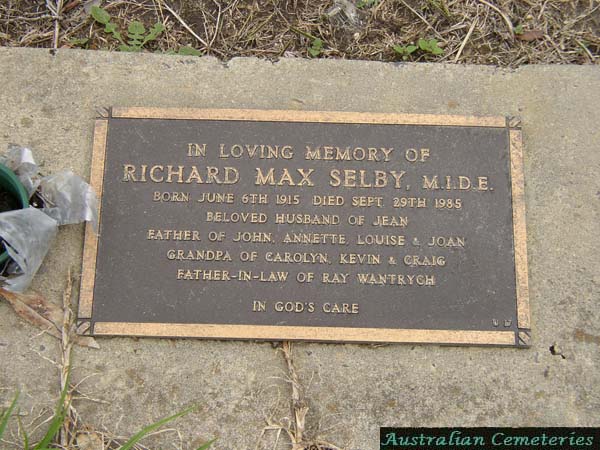 IN LOVING MEMORY OF
RICHARD MAX SELBY, M.I.D.E.
BORN JUNE 6TH 1915 DIED SEPT. 29TH 1985
BELOVED HUSBAND OF JEAN
FATHER OF JOHN, ANNETTE, LOUISE & JOAN
GRANDPA OF CAROLYN, KEVIN & CRAIG
FATHER-IN-LAW OF RAY WANTRYCH
IN GOD'S CARE
Australian Cemeteries